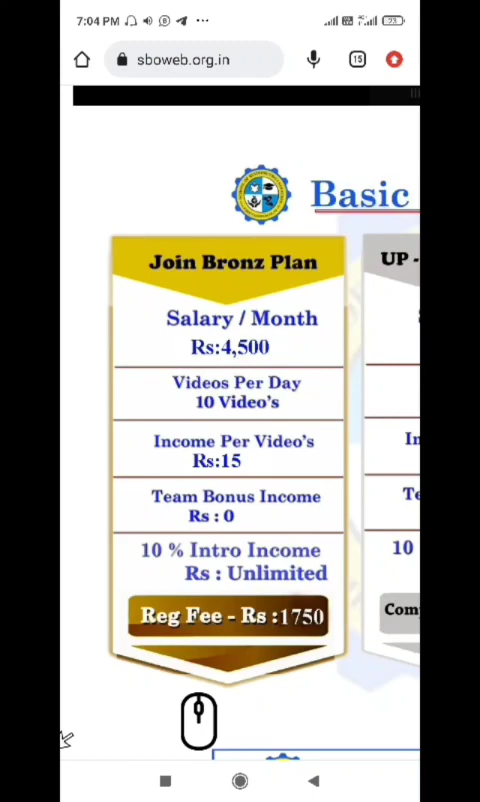 7:04 PM
23
sboweb.org.in
15
Basic
Join Bronz Plan
Salary / Month
Rs:4,500
Videos Per Day
10 Video's
Income Per Video's
Rs:15
Team Bonus Income
Rs : 0
10 % Intro Income
Rs : Unlimited
Reg Fee - Rs :1750
UP -
In
Te
10
Com